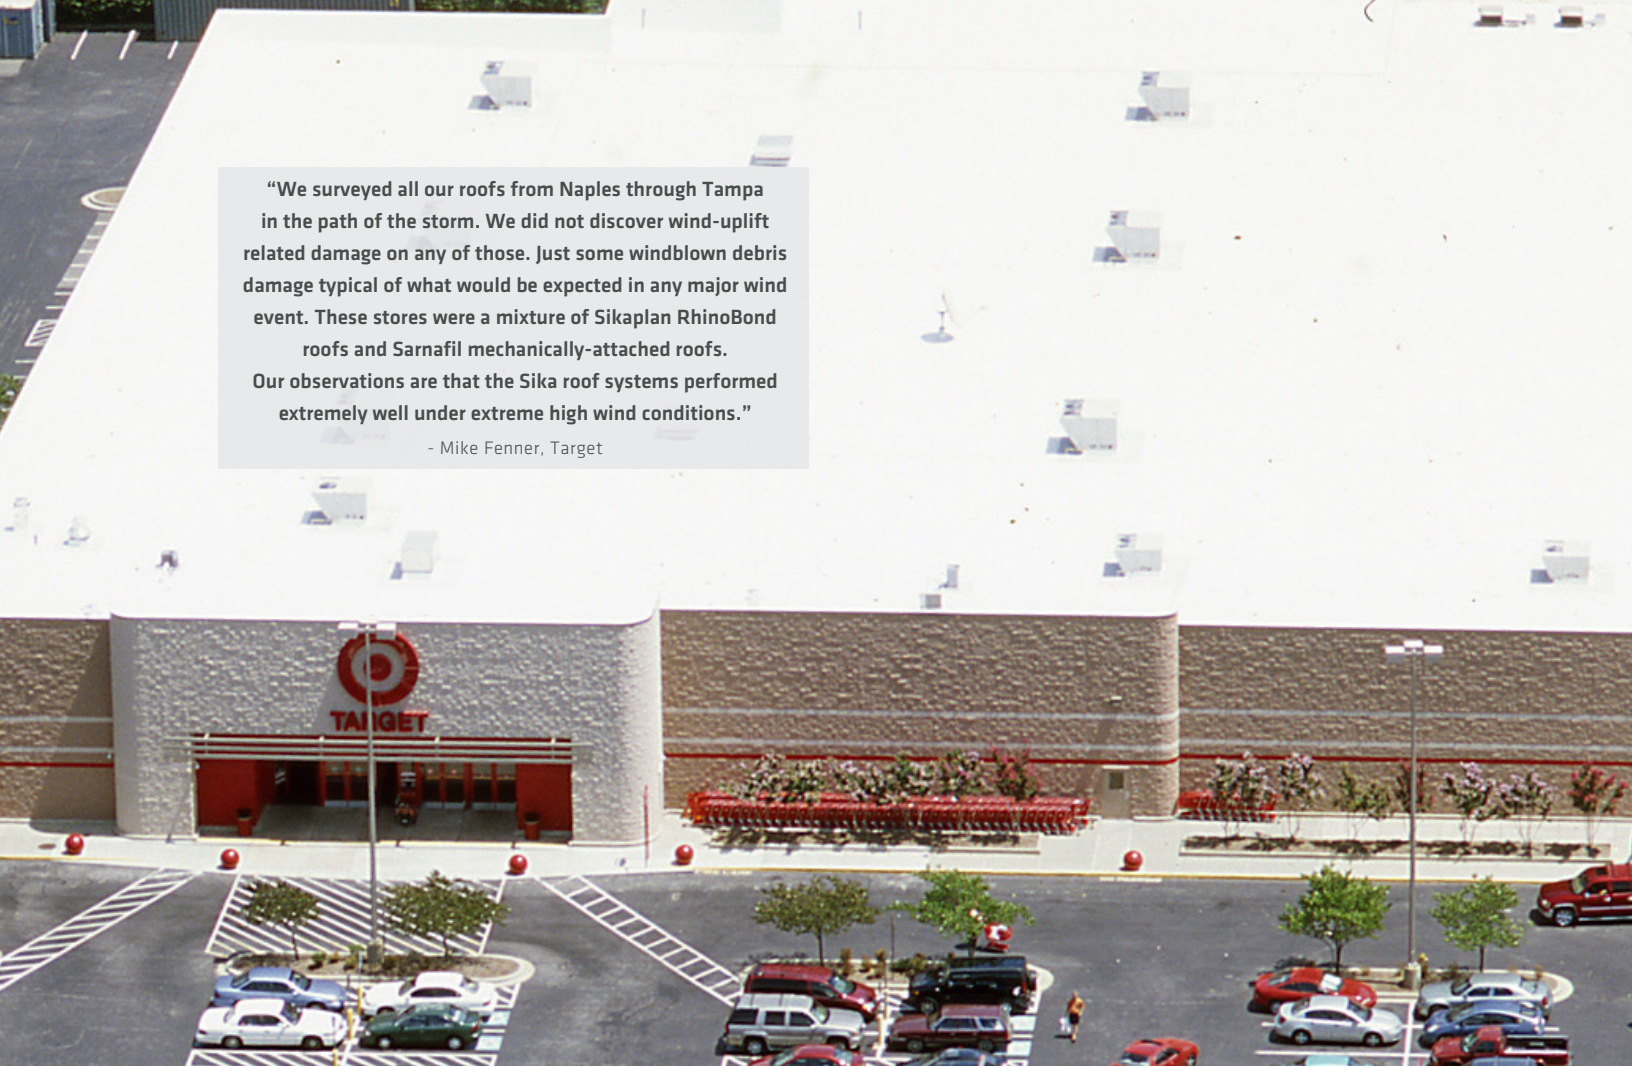 “We surveyed all our roofs from Naples through Tampa
in the path of the storm. We did not discover wind-uplift
related damage on any of those. Just some windblown debris
damage typical of what would be expected in any major wind
event. These stores were a mixture of Sikaplan RhinoBond
roofs and Sarnafil mechanically-attached roofs.
Our observations are that the Sika roof systems performed
extremely well under extreme high wind conditions.”
- Mike Fenner, Target
TARGET